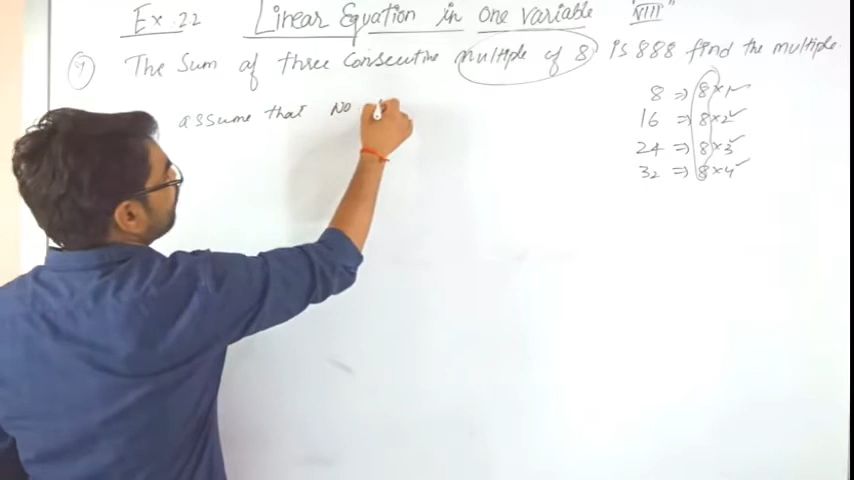 Ex. 22 Linear Equation in One Variable "VIII"
The Sum of three Consecutive multiple of 8 is 888 find the multiple.
assume that No
8 => 8×1
16 => 8×2
24 => 8×3
32 => 8×4